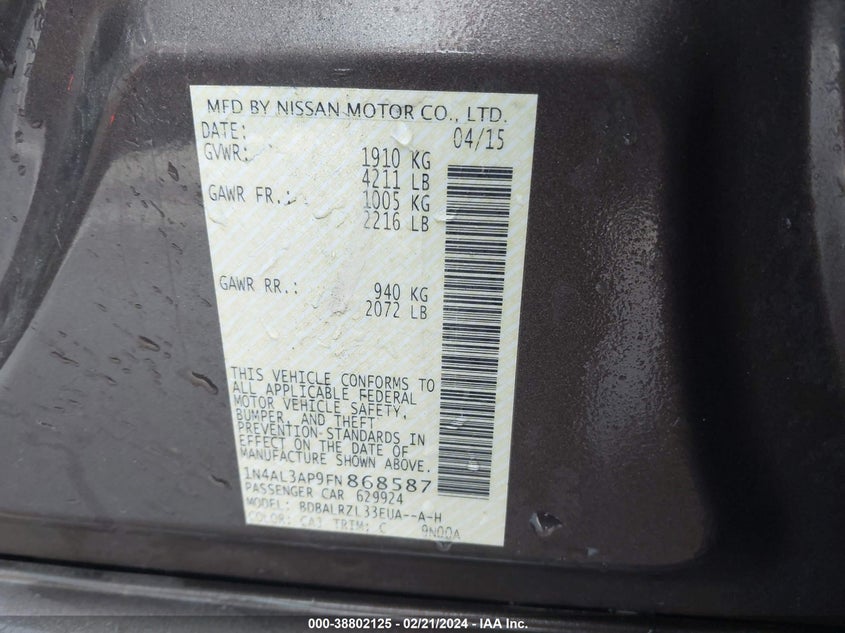 MFD BY NISSAN MOTOR CO., LTD.
DATE: 04/15
GVWR: 1910 KG
4211 LB
GAWR FR.: 1005 KG
2216 LB
GAWR RR.: 940 KG
2072 LB
THIS VEHICLE CONFORMS TO
ALL APPLICABLE FEDERAL
MOTOR VEHICLE SAFETY,
BUMPER, AND THEFT
PREVENTION STANDARDS IN
EFFECT ON THE DATE OF
MANUFACTURE SHOWN ABOVE.
1N4AL3AP9FN868587
PASSENGER CAR 629924
MODEL: BDBALRZL33EUA--A-H
COLOR: CAJ TRIM: C 9N00A
000-38802125 - 02/21/2024 - IAA Inc.